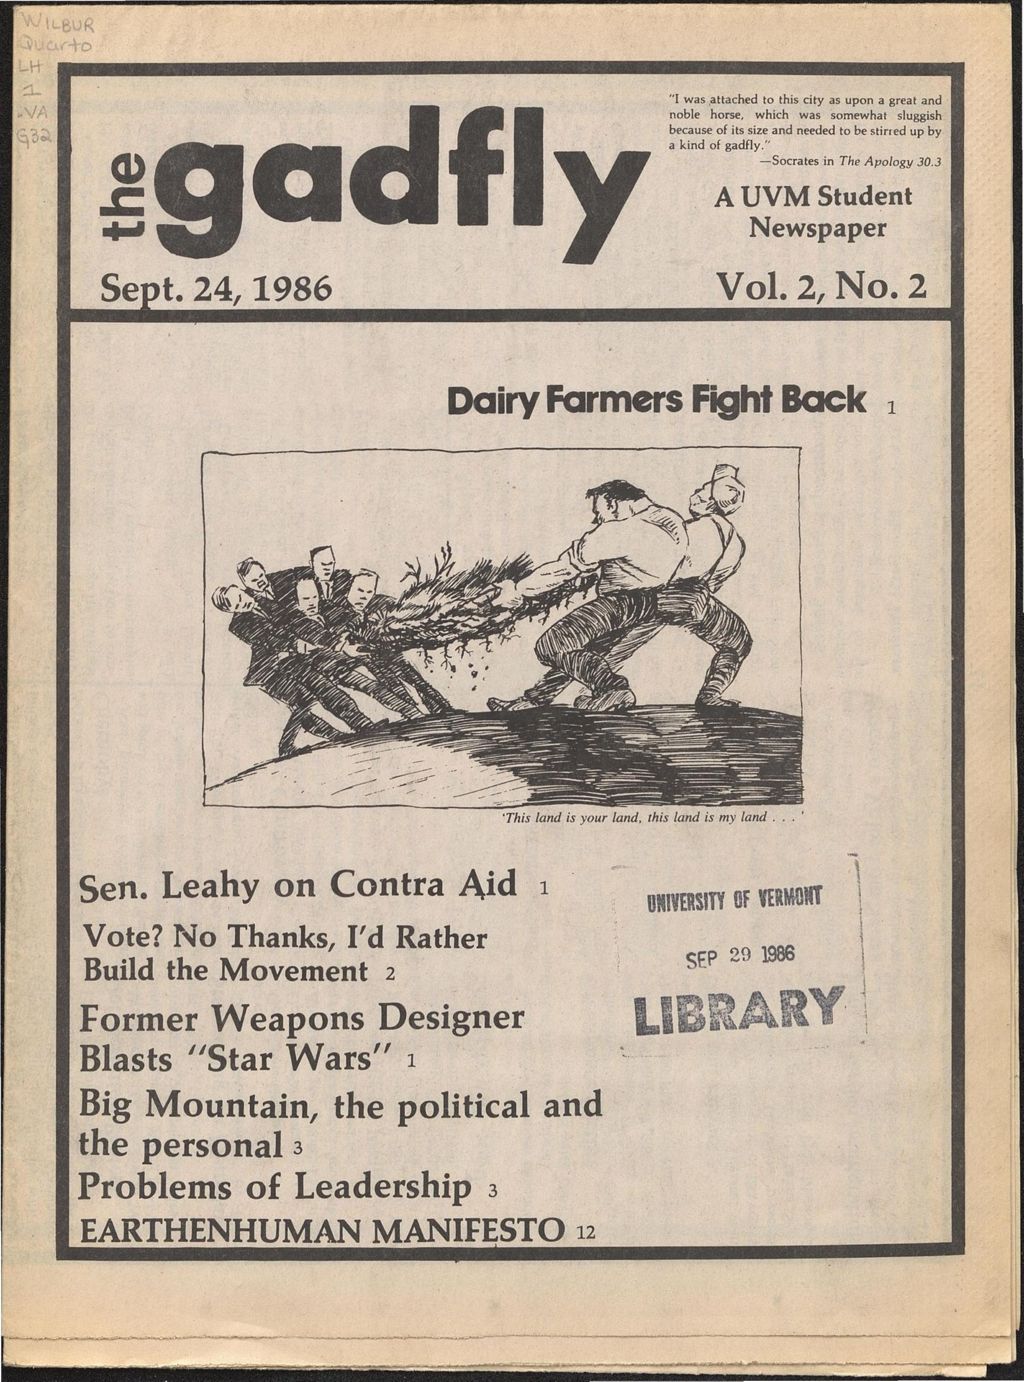 WILBUR
Quarto
LH
1
.VA
G32
the gadfly
"I was attached to this city as upon a great and
noble horse, which was somewhat sluggish
because of its size and needed to be stirred up by
a kind of gadfly."
—Socrates in The Apology 30.3
A UVM Student
Newspaper
Sept. 24, 1986
Vol. 2, No. 2
Dairy Farmers Fight Back 1
'This land is your land, this land is my land . . . '
Sen. Leahy on Contra Aid 1
Vote? No Thanks, I'd Rather
Build the Movement 2
Former Weapons Designer
Blasts "Star Wars" 1
Big Mountain, the political and
the personal 3
Problems of Leadership 3
EARTHENHUMAN MANIFESTO 12
UNIVERSITY OF VERMONT
SEP 29 1986
LIBRARY